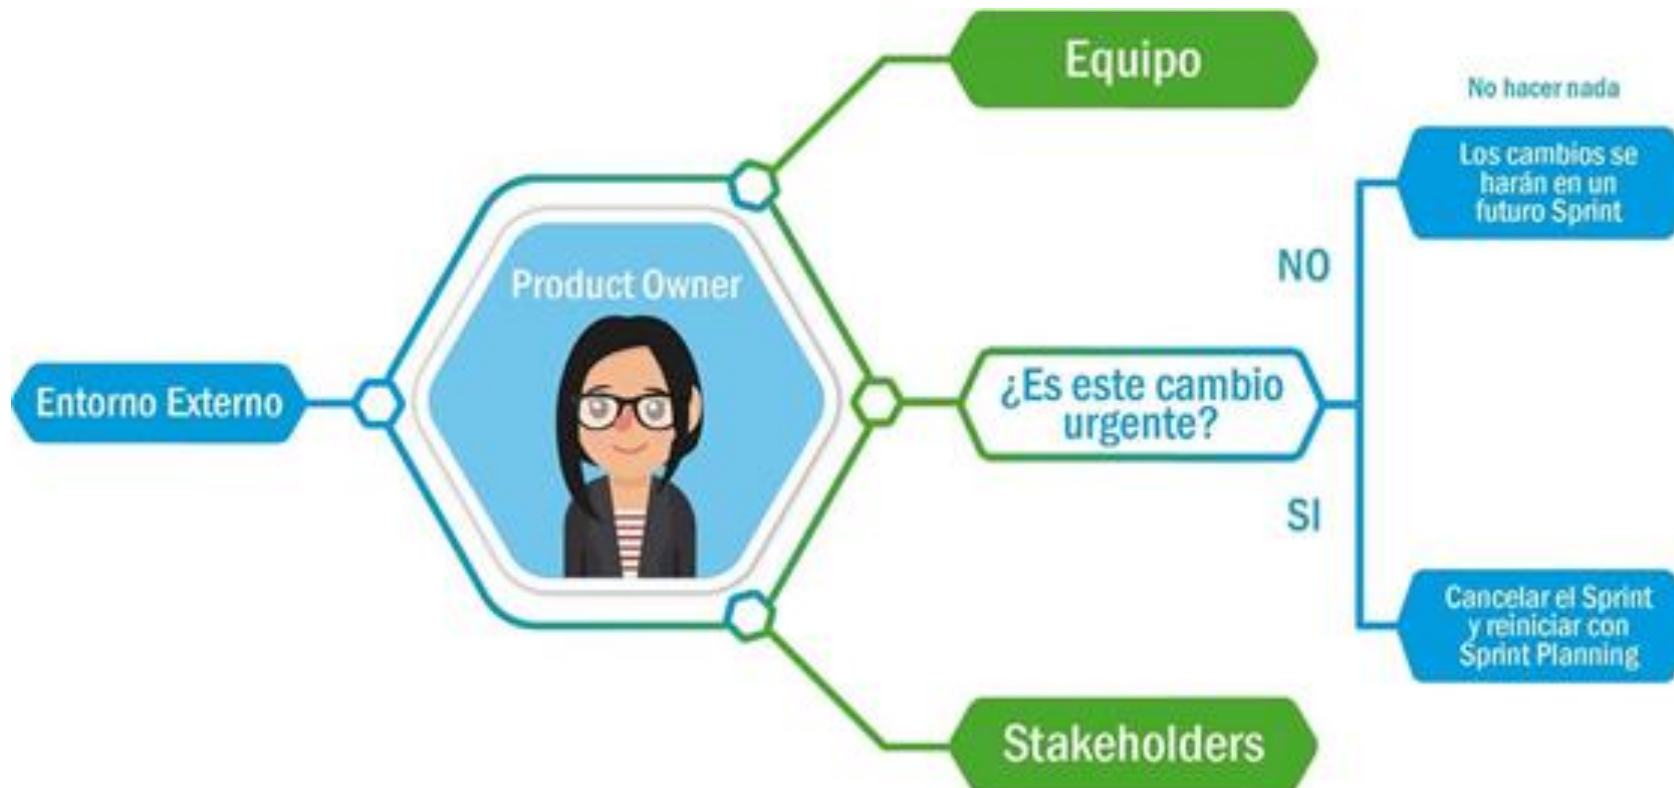 Equipo
No hacer nada
Los cambios se
harán en un
futuro Sprint
Product Owner
NO
Entorno Externo
¿Es este cambio
urgente?
SI
Cancelar el Sprint
y reiniciar con
Sprint Planning
Stakeholders